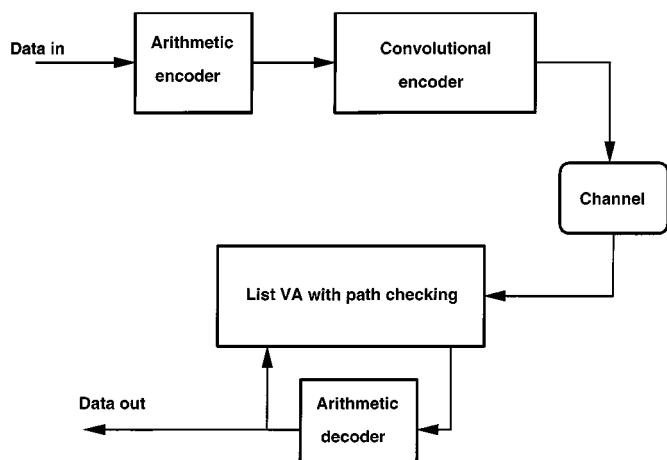 Data in
Arithmetic
encoder
Convolutional
encoder
Channel
List VA with path checking
Data out
Arithmetic
decoder